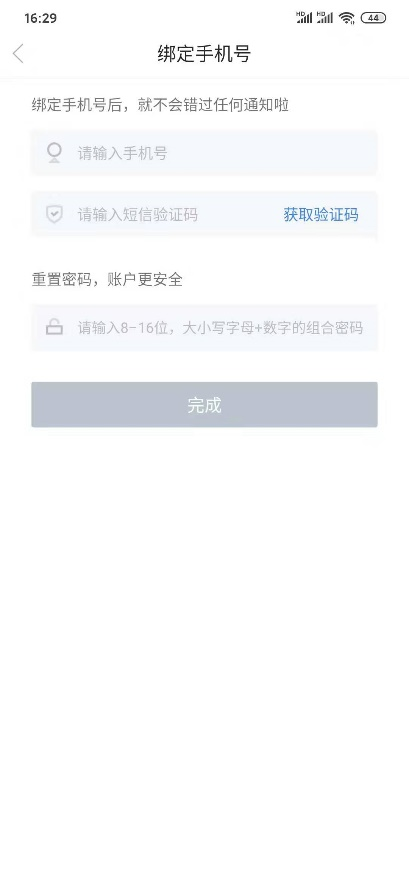 16:29
HD HD 44
绑定手机号
绑定手机号后，就不会错过任何通知啦
请输入手机号
请输入短信验证码 获取验证码
重置密码，账户更安全
请输入8-16位，大小写字母+数字的组合密码
完成